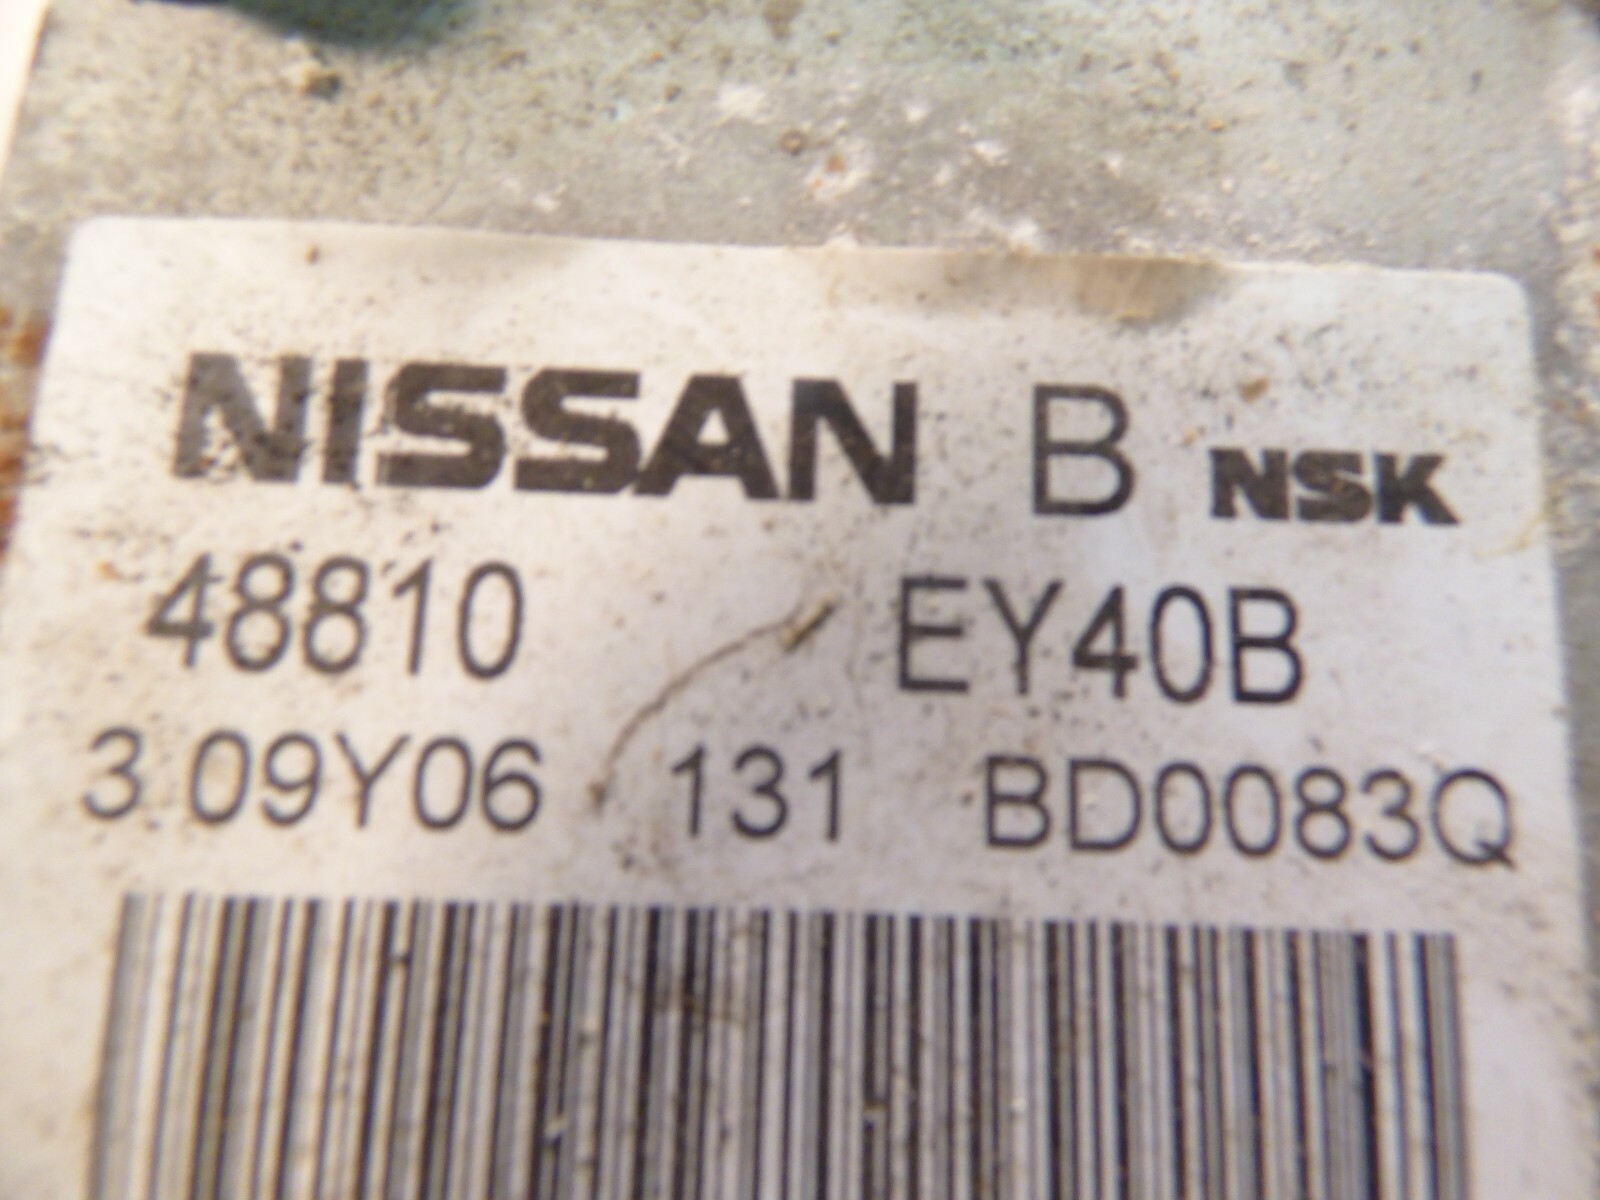 NISSAN B NSK
48810 EY40B
3 09Y06 131 BD0083Q